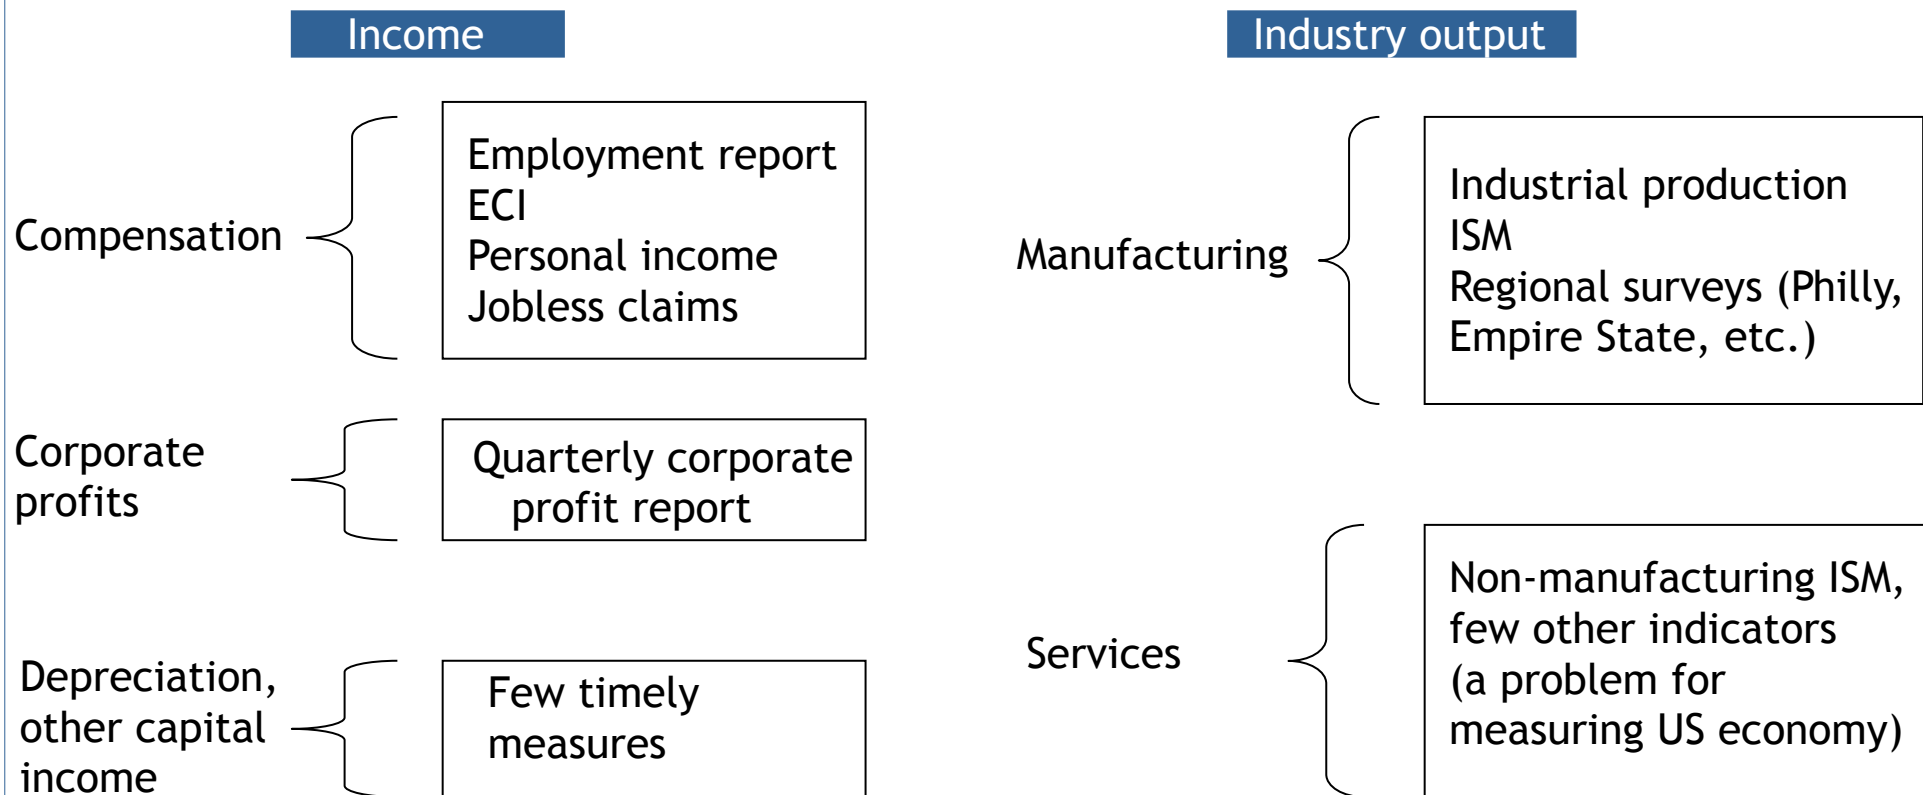 Income
Compensation
Employment report
ECI
Personal income
Jobless claims
Corporate
profits
Quarterly corporate
profit report
Depreciation,
other capital
income
Few timely
measures
Industry output
Manufacturing
Industrial production
ISM
Regional surveys (Philly,
Empire State, etc.)
Services
Non-manufacturing ISM,
few other indicators
(a problem for
measuring US economy)